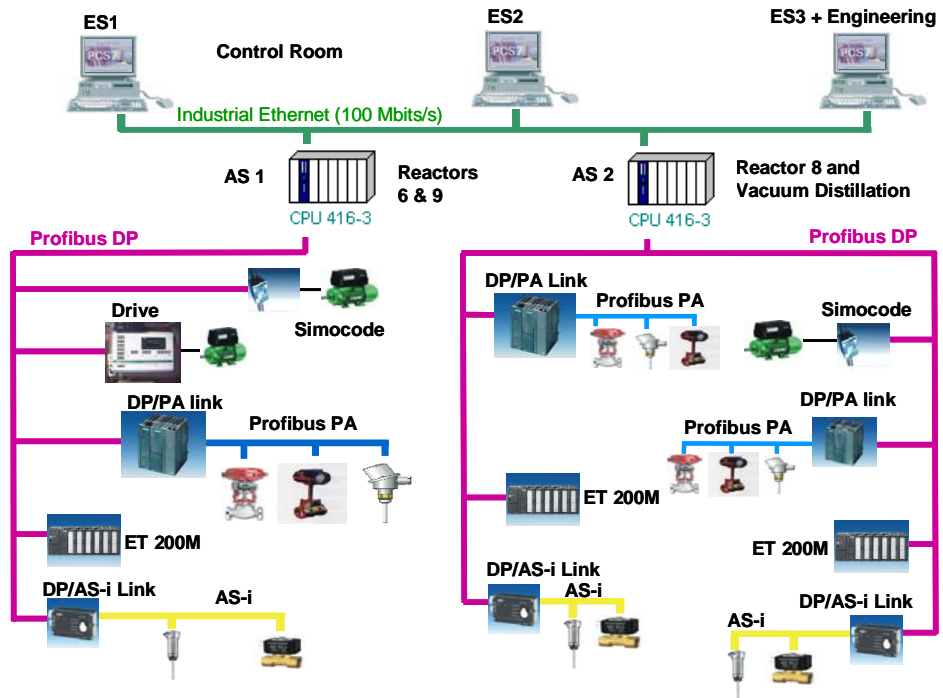 ES1
ES2
ES3 + Engineering
Control Room
PCS7
PCS7
PCS7
Industrial Ethernet (100 Mbits/s)
AS 1
Reactors
6 & 9
CPU 416-3
AS 2
Reactor 8 and
Vacuum Distillation
CPU 416-3
Profibus DP
Simocode
Drive
DP/PA link
Profibus PA
ET 200M
DP/AS-i Link
AS-i
Profibus DP
DP/PA Link
Profibus PA
Simocode
DP/PA link
Profibus PA
ET 200M
ET 200M
DP/AS-i Link
AS-i
DP/AS-i Link
AS-i